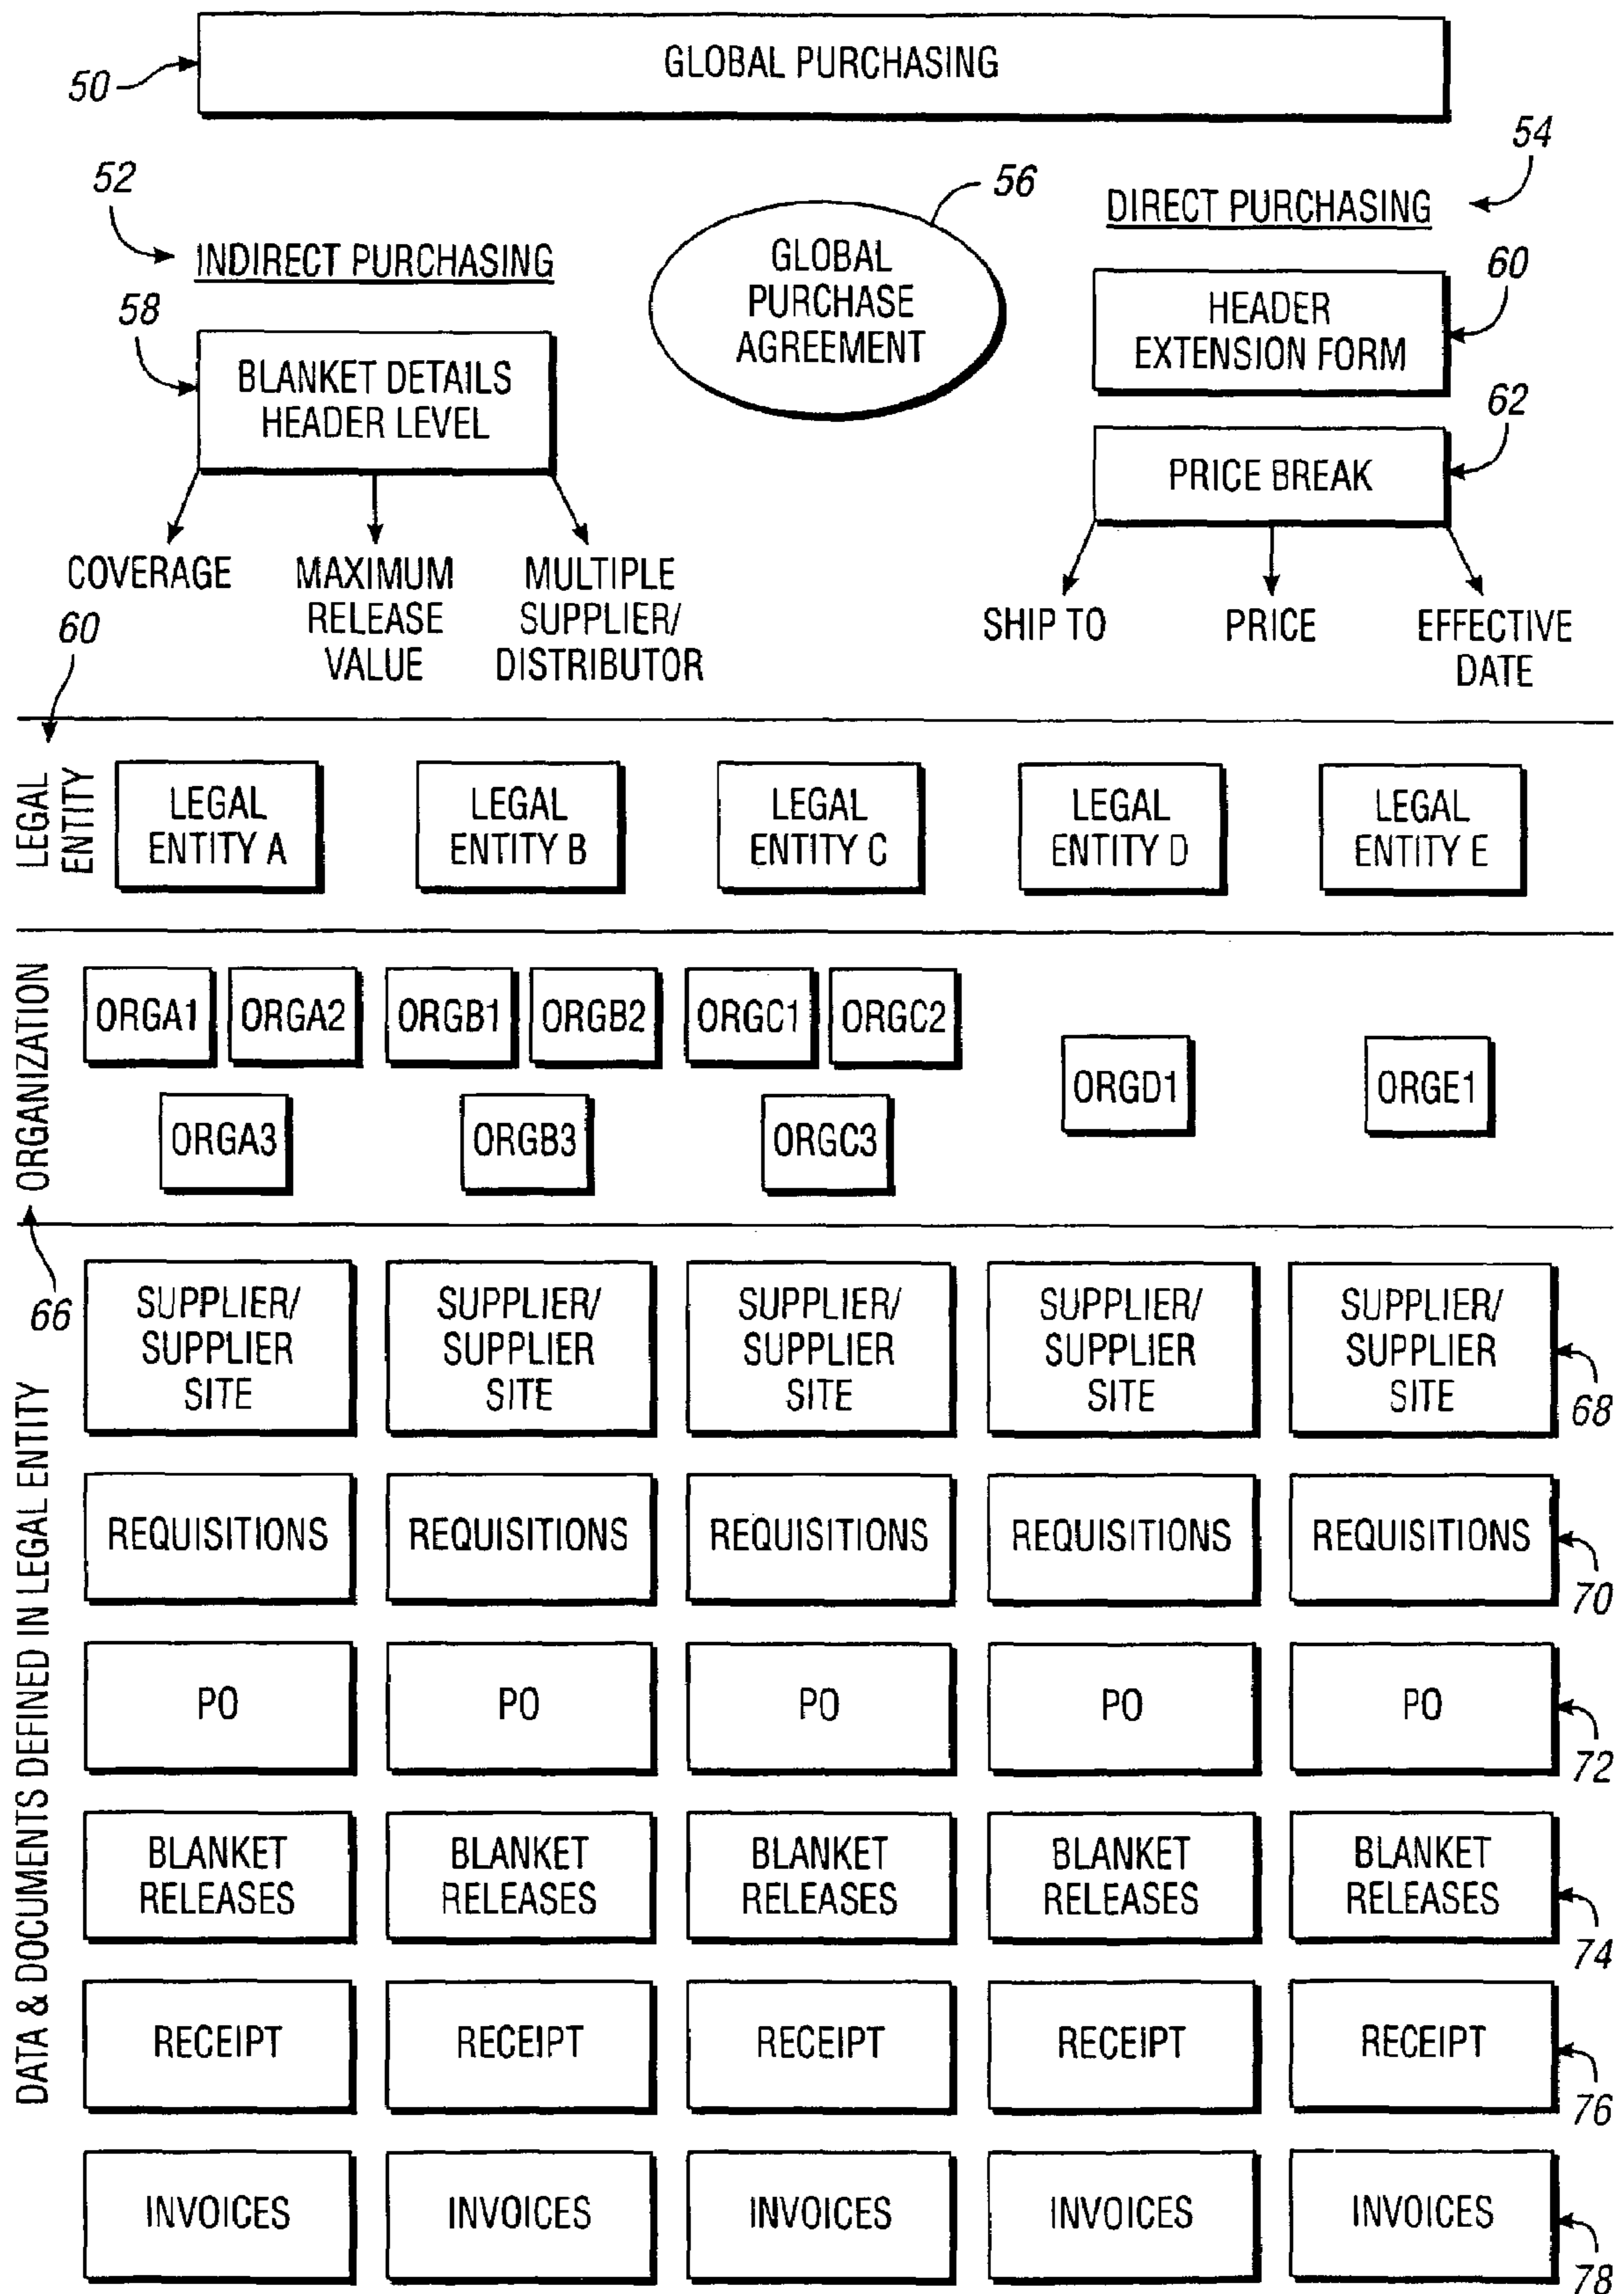 GLOBAL PURCHASING
50
54
52
56
DIRECT PURCHASING
INDIRECT PURCHASING
GLOBAL
PURCHASE
AGREEMENT
60
58
HEADER
EXTENSION FORM
BLANKET DETAILS
HEADER LEVEL
62
PRICE BREAK
COVERAGE
MAXIMUM
RELEASE
VALUE
MULTIPLE
SUPPLIER/
DISTRIBUTOR
SHIP TO
PRICE
EFFECTIVE
DATE
60
LEGAL
ENTITY
LEGAL
ENTITY A
LEGAL
ENTITY B
LEGAL
ENTITY C
LEGAL
ENTITY D
LEGAL
ENTITY E
ORGANIZATION
ORGA1 ORGA2 ORGB1 ORGB2 ORGC1 ORGC2
ORGD1 ORGE1
ORGA3 ORGB3 ORGC3
66
DATA & DOCUMENTS DEFINED IN LEGAL ENTITY
SUPPLIER/
SUPPLIER
SITE
SUPPLIER/
SUPPLIER
SITE
SUPPLIER/
SUPPLIER
SITE
SUPPLIER/
SUPPLIER
SITE
SUPPLIER/
SUPPLIER
SITE
68
REQUISITIONS REQUISITIONS REQUISITIONS REQUISITIONS REQUISITIONS
70
PO PO PO PO PO
72
BLANKET
RELEASES
BLANKET
RELEASES
BLANKET
RELEASES
BLANKET
RELEASES
BLANKET
RELEASES
74
RECEIPT RECEIPT RECEIPT RECEIPT RECEIPT
76
INVOICES INVOICES INVOICES INVOICES INVOICES
78